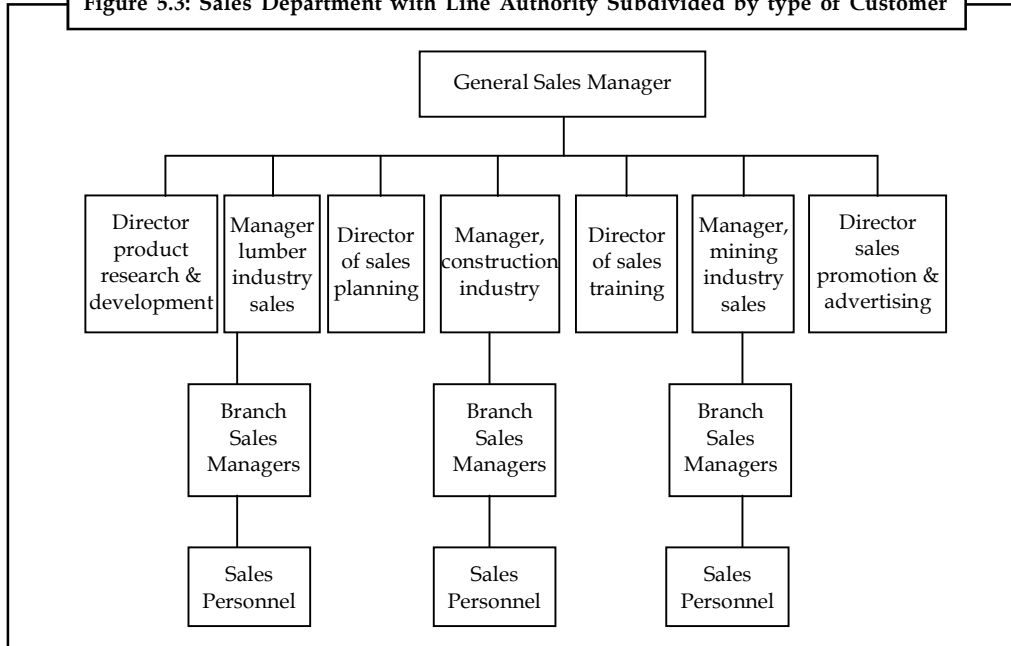 Figure 5.3: Sales Department with Line Authority Subdivided by type of Customer
General Sales Manager
Director
product
research &
development
Manager
lumber
industry
sales
Director
of sales
planning
Manager,
construction
industry
Director
of sales
training
Manager,
mining
industry
sales
Director
sales
promotion &
advertising
Branch
Sales
Managers
Branch
Sales
Managers
Branch
Sales
Managers
Sales
Personnel
Sales
Personnel
Sales
Personnel